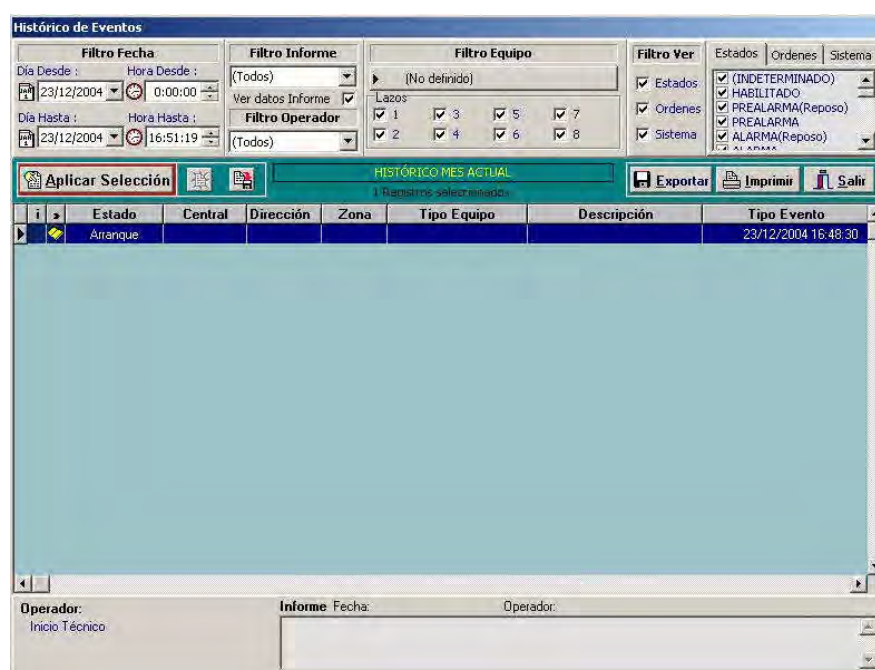 Histórico de Eventos
Filtro Fecha
Día Desde : Hora Desde :
23/12/2004 0:00:00
Día Hasta : Hora Hasta :
23/12/2004 16:51:19
Filtro Informe
(Todos)
Ver datos Informe
Filtro Operador
(Todos)
Filtro Equipo
(No definido)
Lazos
1 3 5 7
2 4 6 8
Filtro Ver
Estados
Ordenes
Sistema
Estados Ordenes Sistema
(INDETERMINADO)
HABILITADO
PREALARMA(Reposo)
PREALARMA
ALARMA(Reposo)
ALARMA
Aplicar Selección
HISTÓRICO MES ACTUAL
1 Registros seleccionados
Exportar Imprimir Salir
i Estado Central Dirección Zona Tipo Equipo Descripción Tipo Evento
Arranque 23/12/2004 16:48:30
Operador: Informe Fecha: Operador:
Inicio Técnico